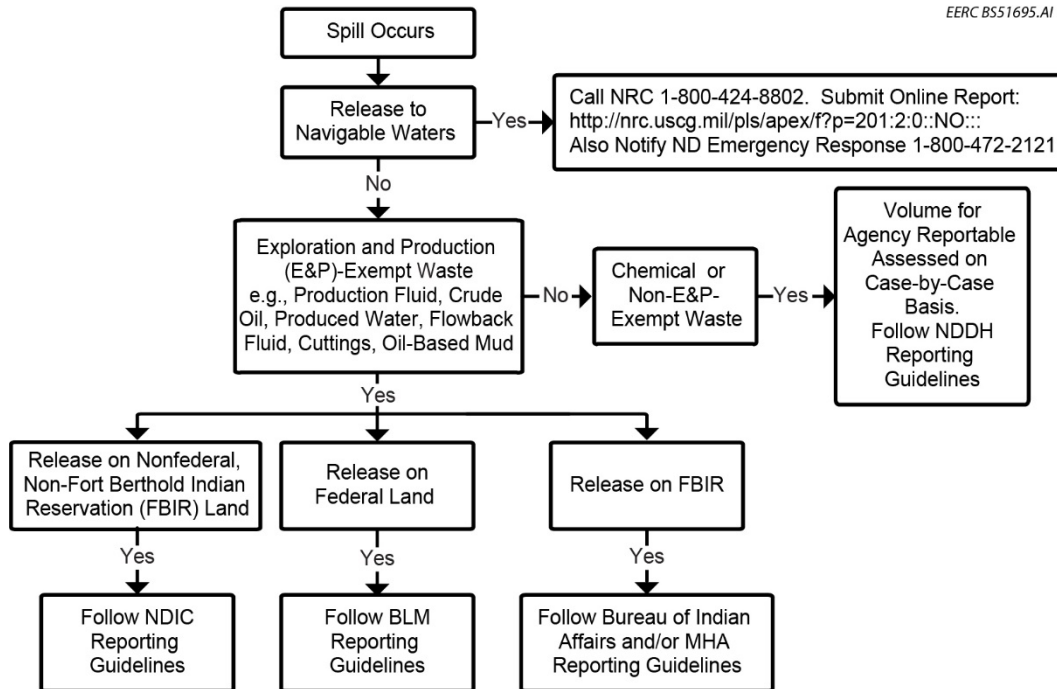 EERC BS51695.AI
Spill Occurs
Release to
Navigable Waters
Yes
Call NRC 1-800-424-8802. Submit Online Report:
http://nrc.uscg.mil/pls/apex/f?p=201:2:0::NO:::
Also Notify ND Emergency Response 1-800-472-2121
No
Exploration and Production
(E&P)-Exempt Waste
e.g., Production Fluid, Crude
Oil, Produced Water, Flowback
Fluid, Cuttings, Oil-Based Mud
No
Chemical or
Non-E&P-
Exempt Waste
Yes
Volume for
Agency Reportable
Assessed on
Case-by-Case
Basis.
Follow NDDH
Reporting
Guidelines
Yes
Release on Nonfederal,
Non-Fort Berthold Indian
Reservation (FBIR) Land
Release on
Federal Land
Release on FBIR
Yes
Yes
Yes
Follow NDIC
Reporting
Guidelines
Follow BLM
Reporting
Guidelines
Follow Bureau of Indian
Affairs and/or MHA
Reporting Guidelines